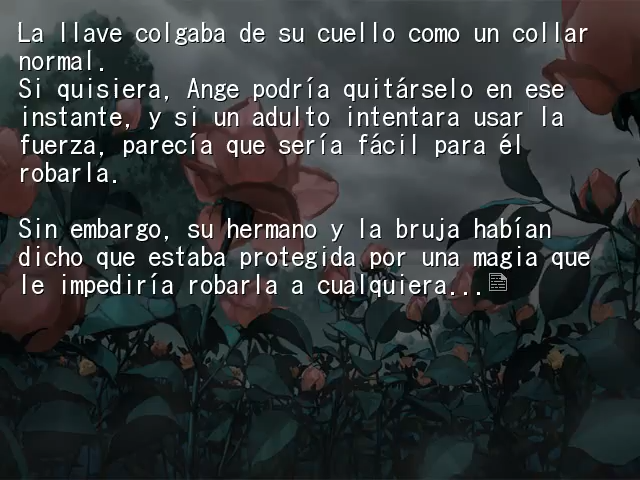 La llave colgaba de su cuello como un collar
normal.
Si quisiera, Ange podría quitárselo en ese
instante, y si un adulto intentara usar la
fuerza, parecía que sería fácil para él
robarla.
Sin embargo, su hermano y la bruja habían
dicho que estaba protegida por una magia que
le impediría robarla a cualquiera...